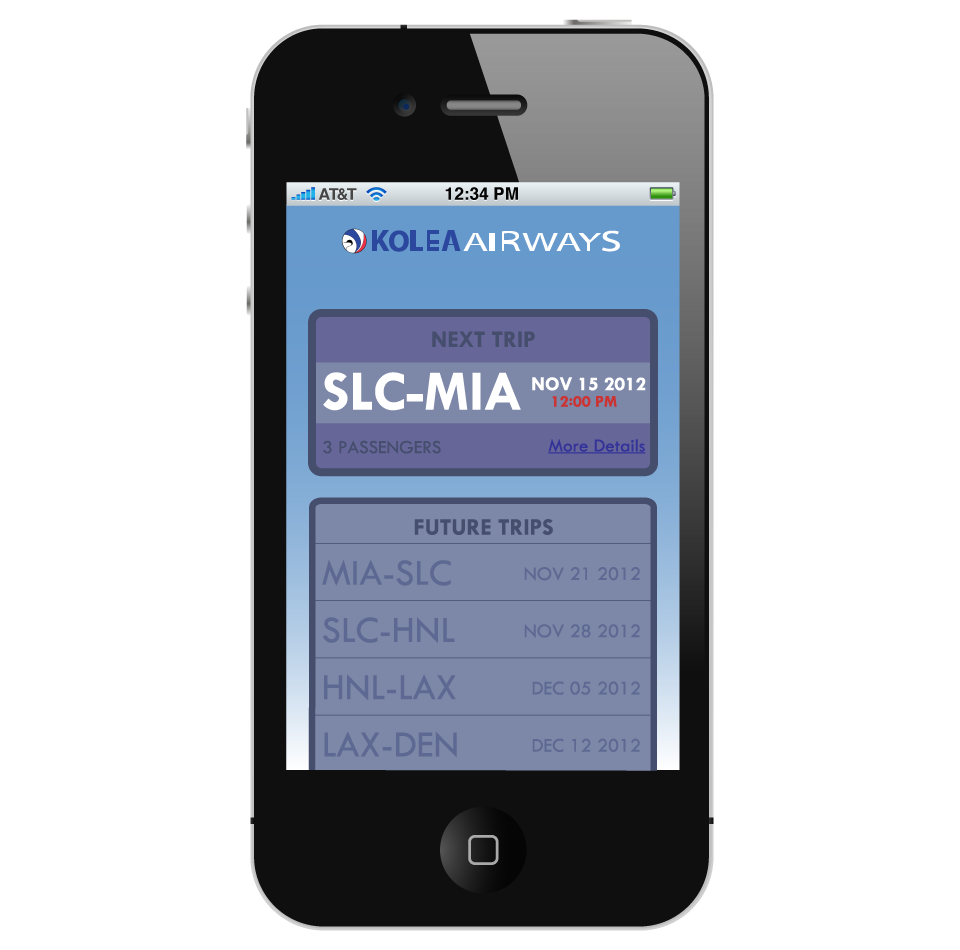 AT&T 12:34 PM
KOLEA AIRWAYS
NEXT TRIP
SLC-MIA NOV 15 2012
12:00 PM
3 PASSENGERS More Details
FUTURE TRIPS
MIA-SLC NOV 21 2012
SLC-HNL NOV 28 2012
HNL-LAX DEC 05 2012
LAX-DEN DEC 12 2012